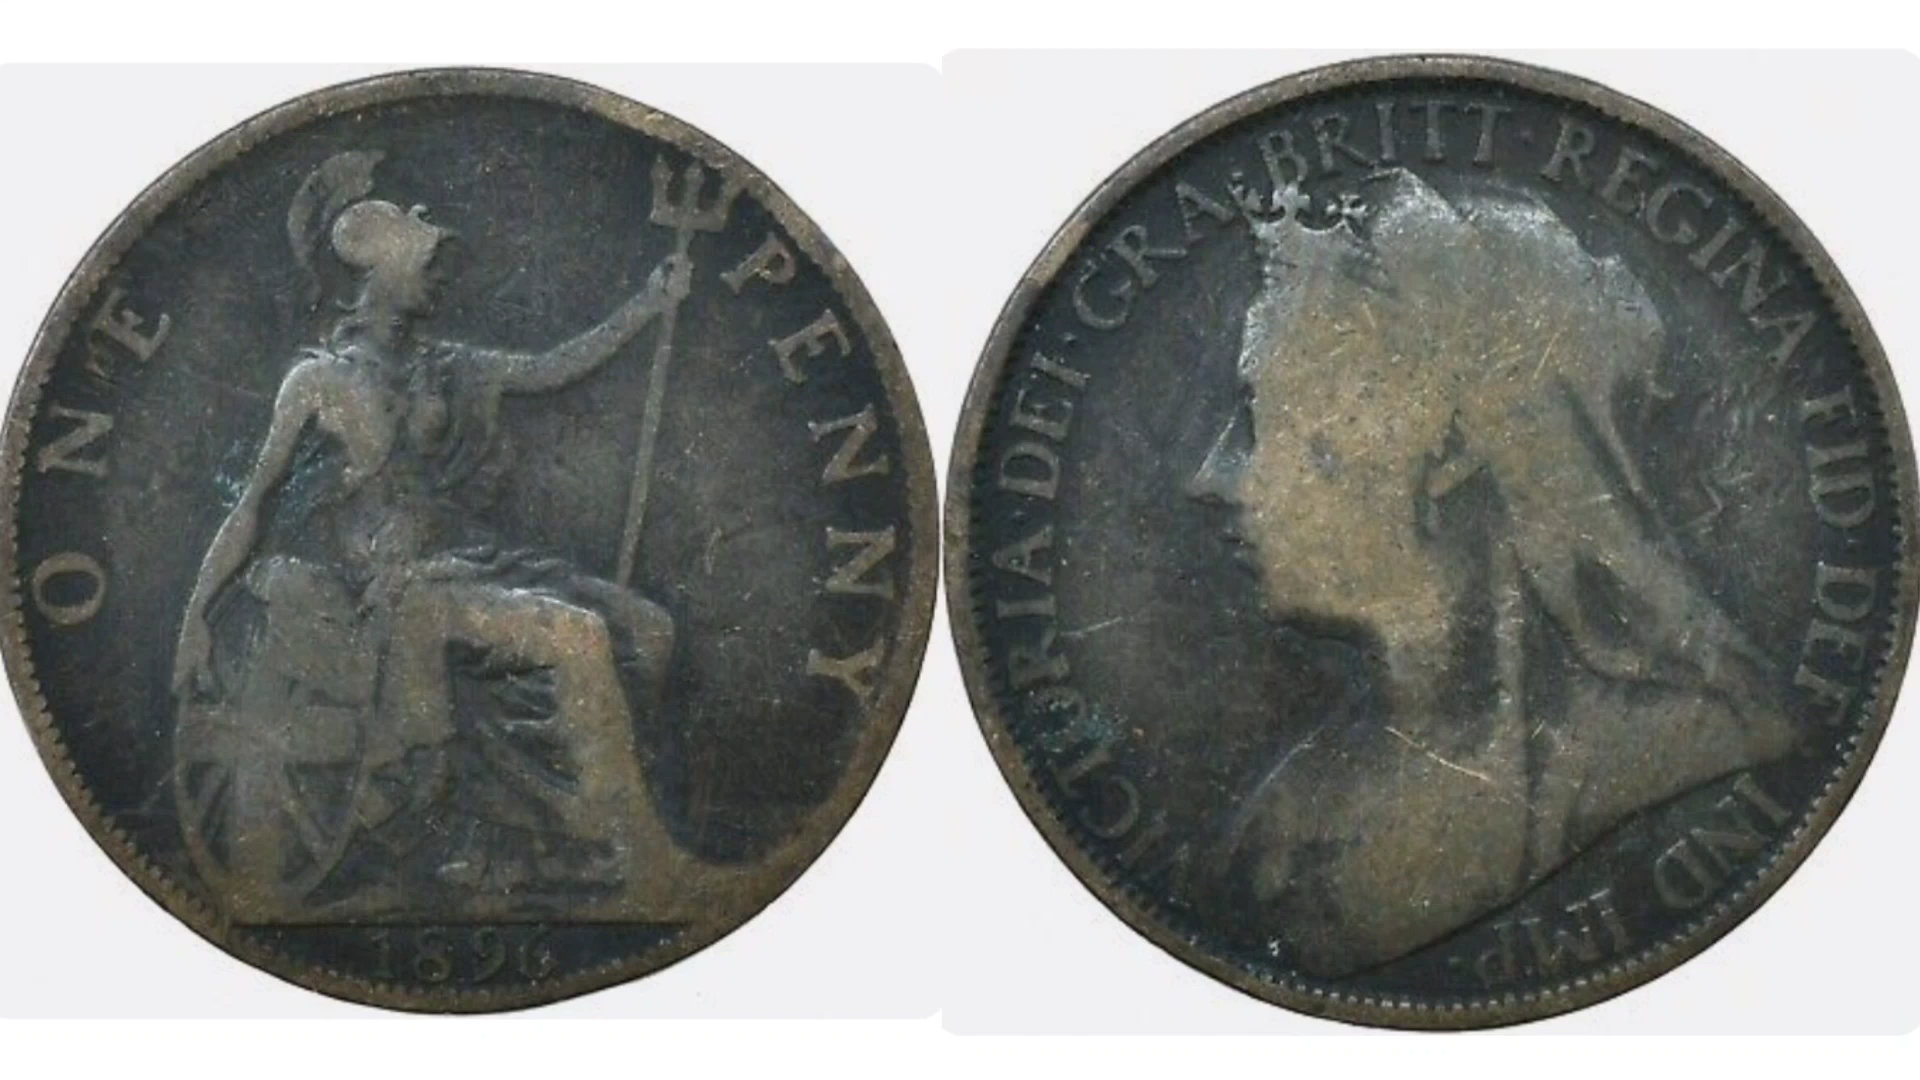 ONE PENNY
1896
VICTORIA·DEI·GRA·BRITT·REGINA·FID·DEF·
IND·IMP·